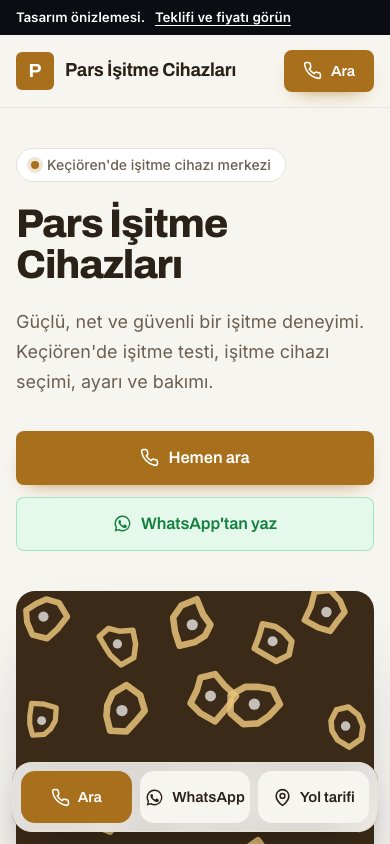 Tasarım önizlemesi. Teklifi ve fiyatı görün
P Pars İşitme Cihazları Ara
Keçiören'de işitme cihazı merkezi
Pars İşitme
Cihazları
Güçlü, net ve güvenli bir işitme deneyimi.
Keçiören'de işitme testi, işitme cihazı
seçimi, ayarı ve bakımı.
Hemen ara
WhatsApp'tan yaz
Ara WhatsApp Yol tarifi